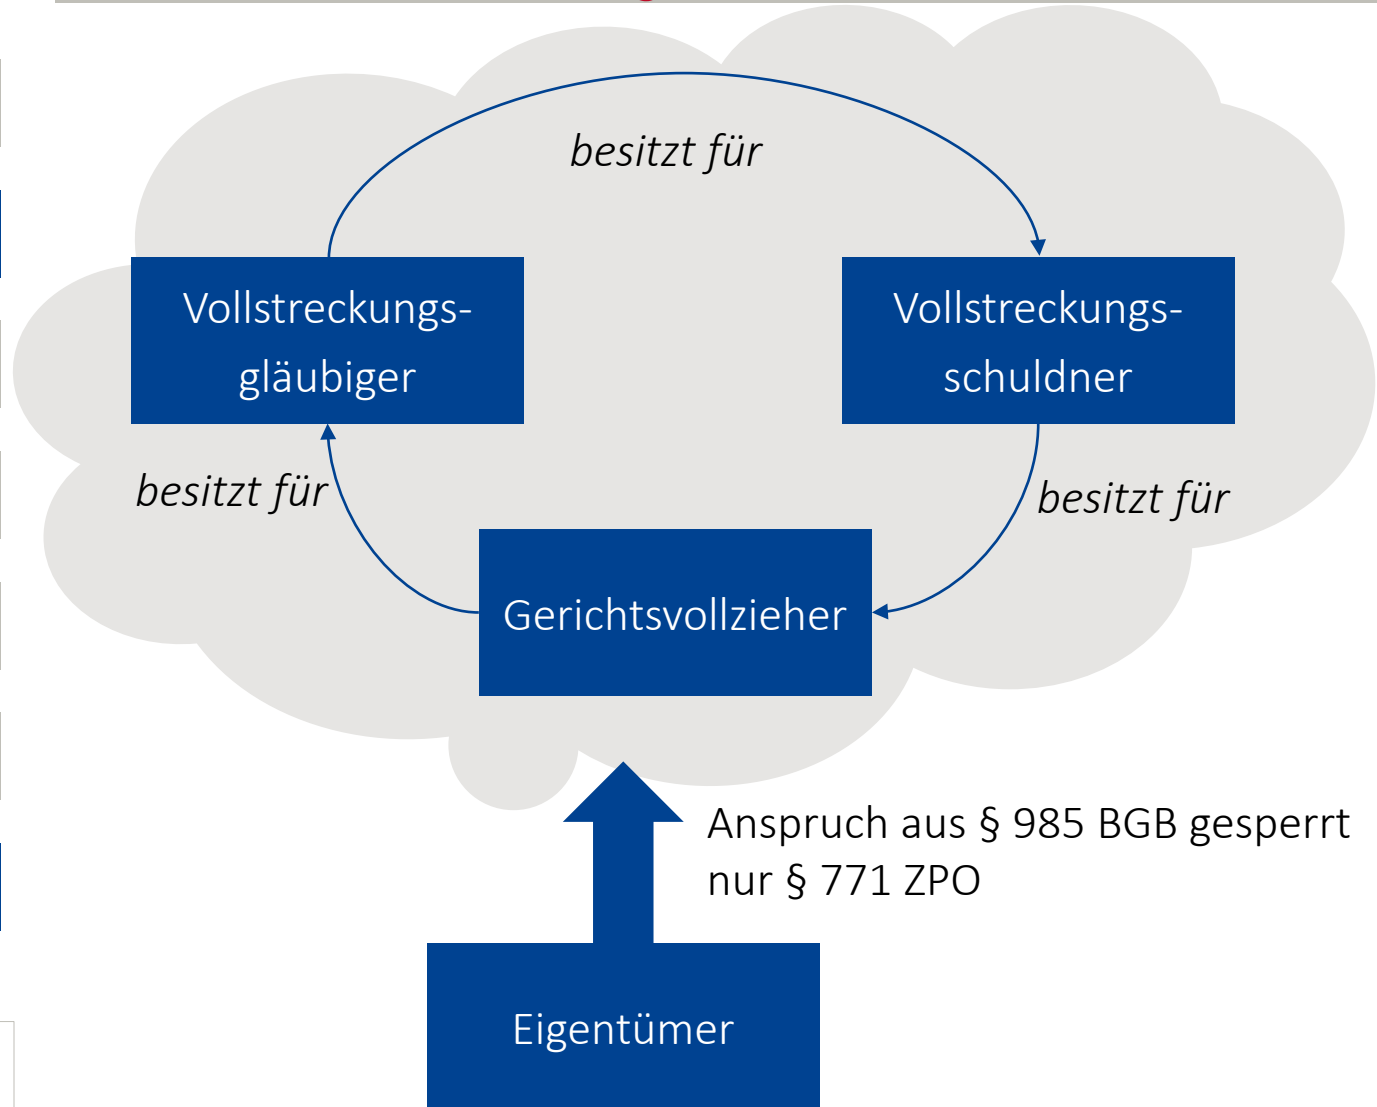 besitzt für
Vollstreckungs-
gläubiger
Vollstreckungs-
schuldner
besitzt für
besitzt für
Gerichtsvollzieher
Anspruch aus § 985 BGB gesperrt
nur § 771 ZPO
Eigentümer